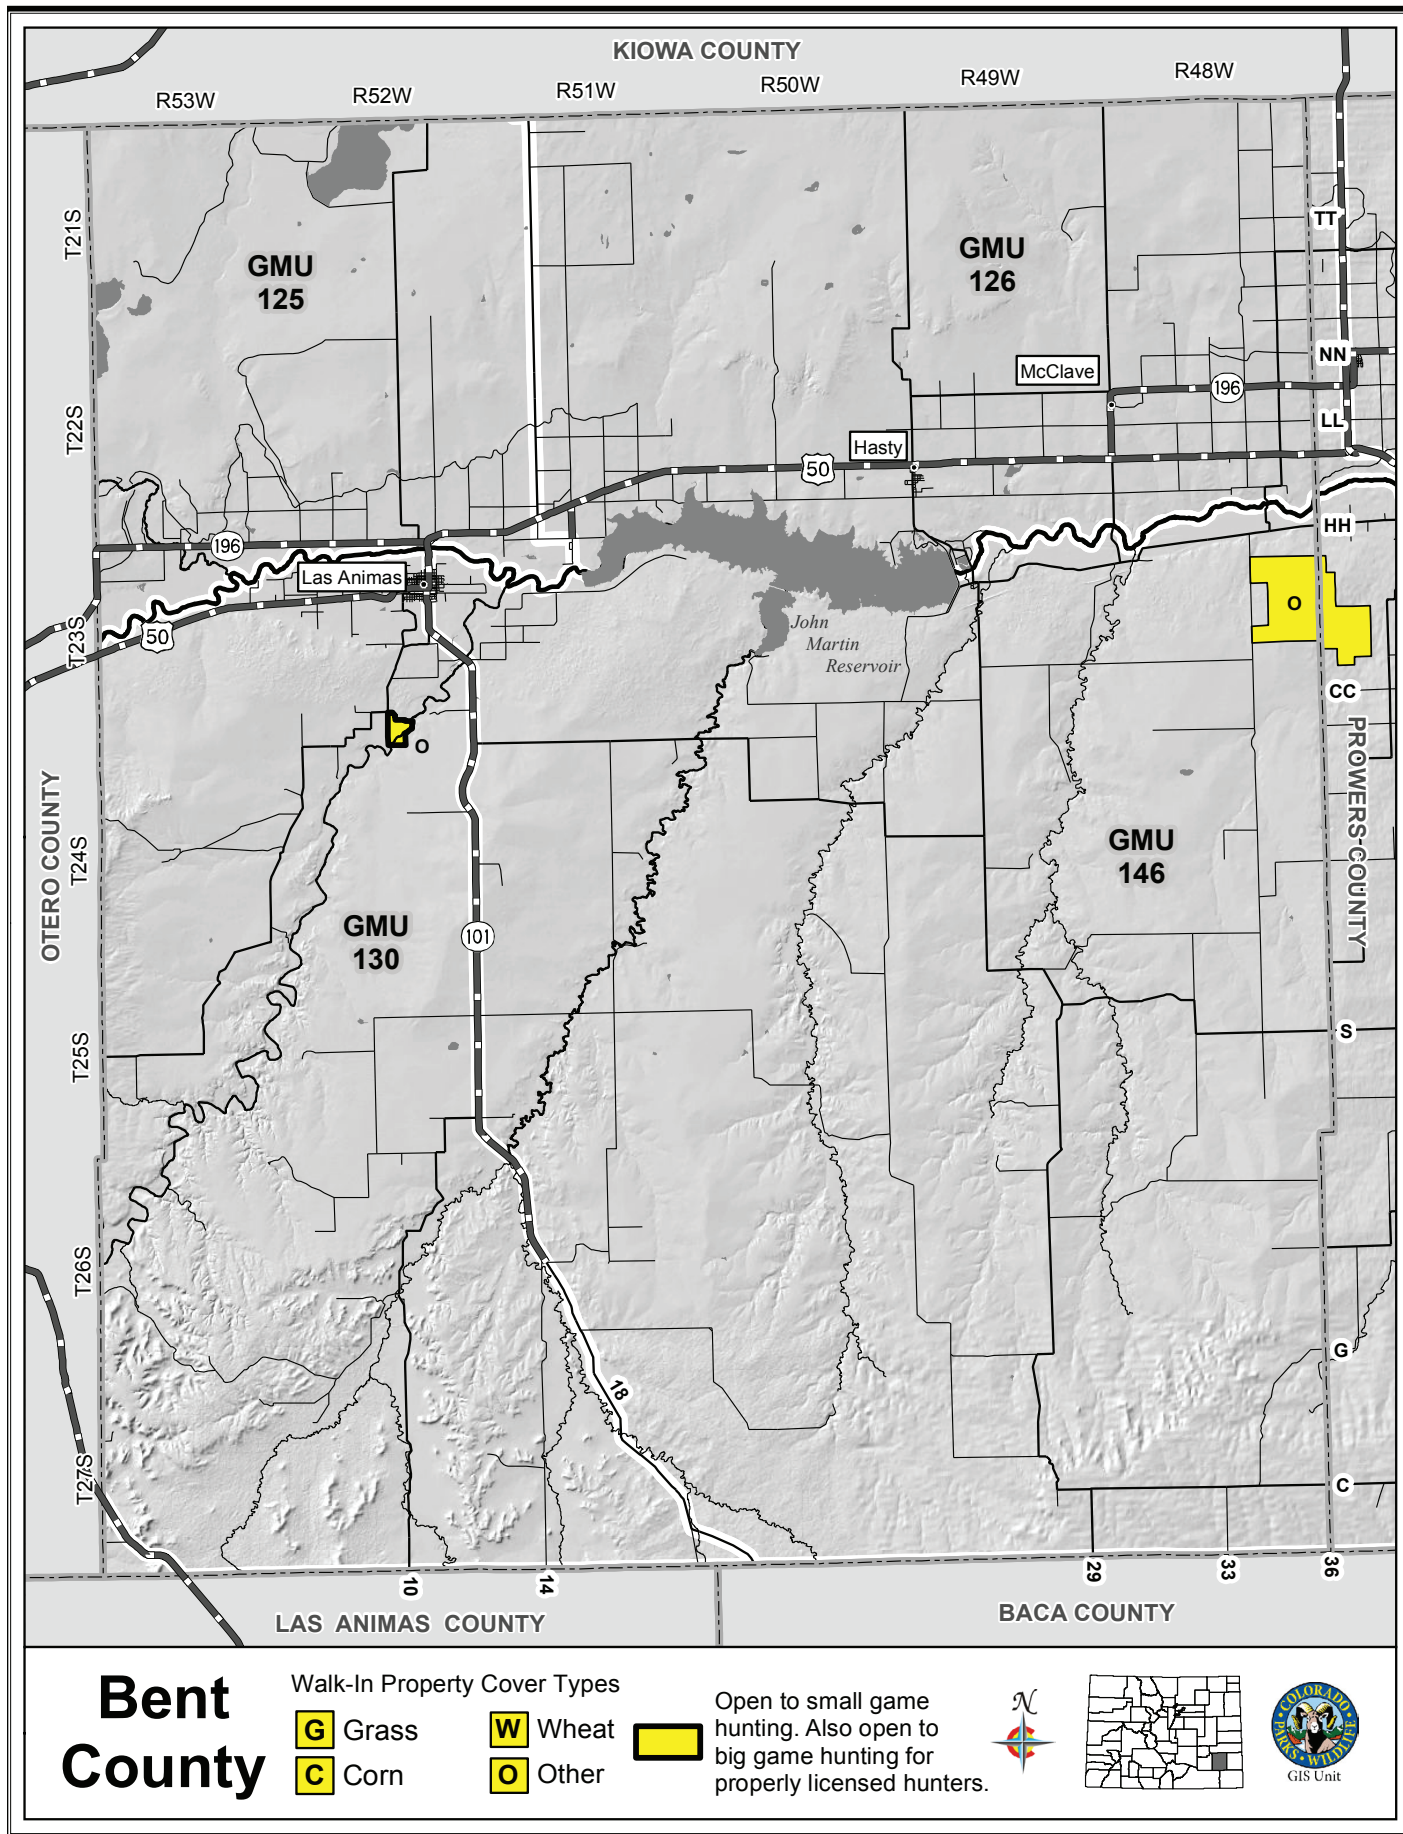 KIOWA COUNTY
R53W
R52W
R51W
R50W
R49W
R48W
T21S
T22S
T23S
T24S
T25S
T26S
T27S
OTERO COUNTY
PROWERS COUNTY
GMU
125
GMU
126
TT
NN
McClave
196
LL
Hasty
50
HH
196
Las Animas
50
O
John
Martin
Reservoir
CC
O
GMU
146
GMU
130
101
S
G
18
C
10
14
29
33
36
LAS ANIMAS COUNTY
BACA COUNTY
Bent
County
Walk-In Property Cover Types
G Grass
W Wheat
C Corn
O Other
Open to small game
hunting. Also open to
big game hunting for
properly licensed hunters.
N
COLORADO
PARKS • WILDLIFE
GIS Unit